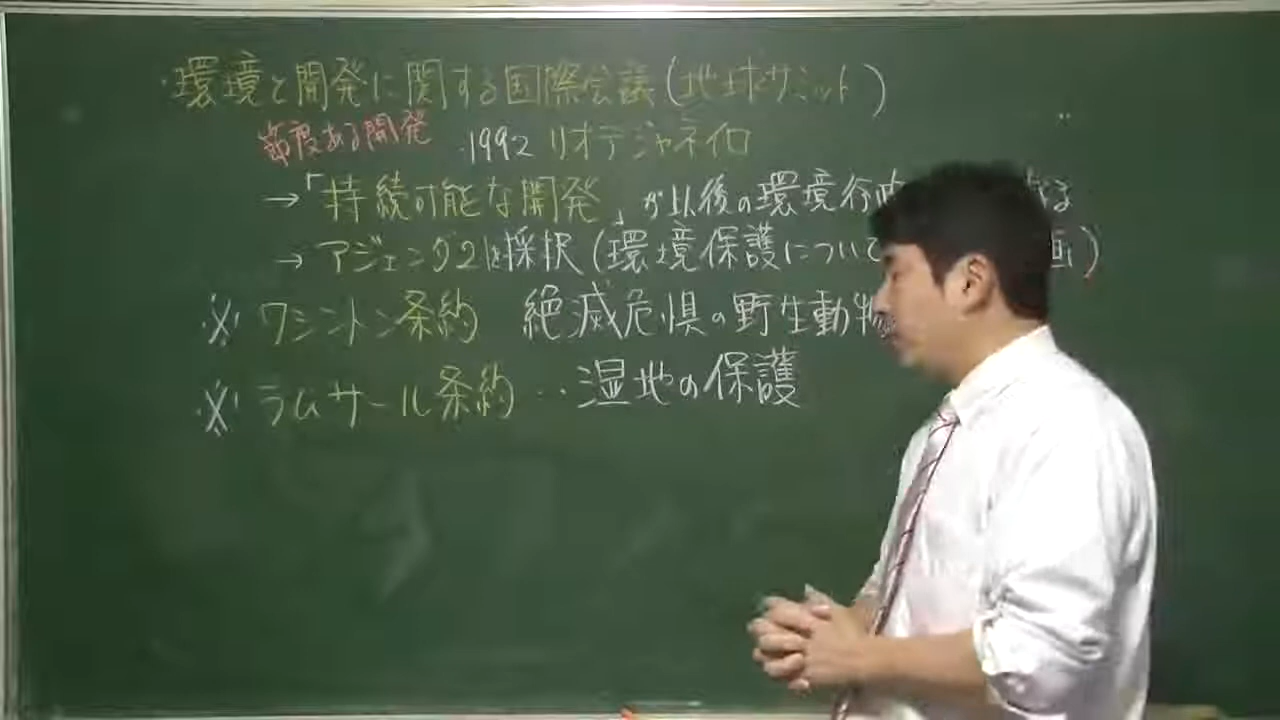 ・環境と開発に関する国際会議(地球サミット)
節度ある開発 ・1992 リオデジャネイロ
→「持続可能な開発」が以後の環境行政 なる
→アジェンダ21を採択(環境保護について 画)
※ ワシントン条約 絶滅危惧の野生動物
※ ラムサール条約 ‥湿地の保護